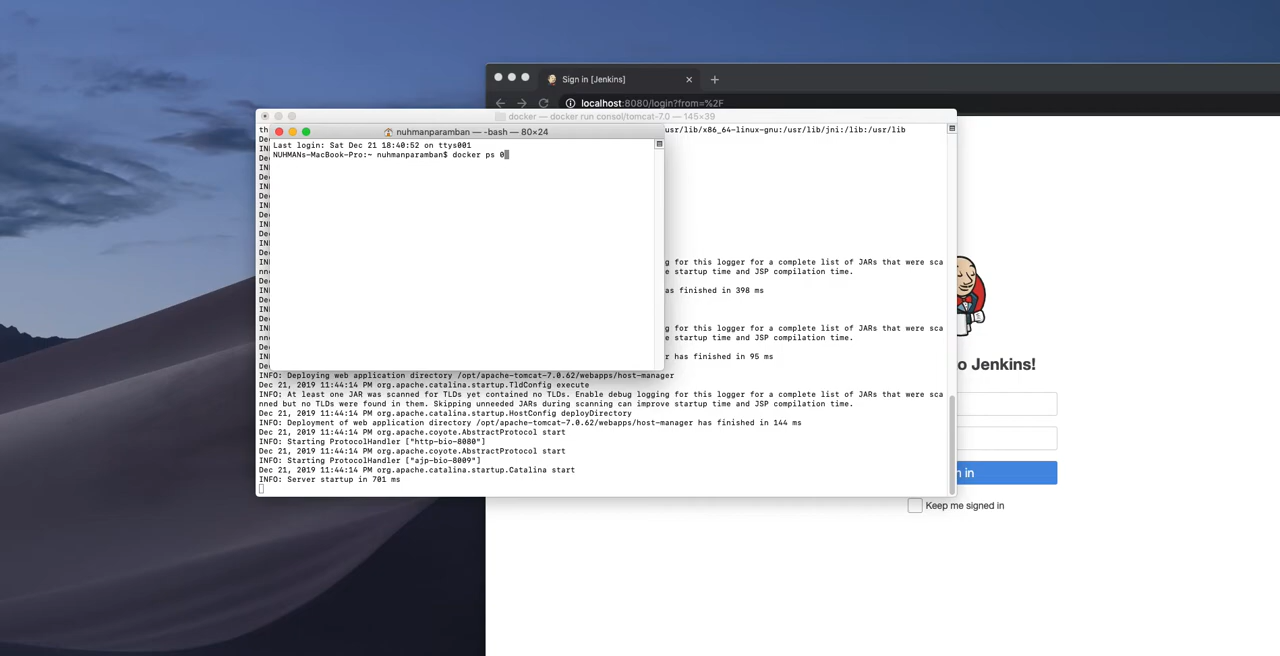 Sign in [Jenkins]
localhost:8080/login?from=%2F
docker — docker run consol/tomcat-7.0 — 145×39
usr/lib/x86_64-linux-gnu:/usr/lib/jni:/lib:/usr/lib
nuhmanparamban — -bash — 80×24
Last login: Sat Dec 21 18:40:52 on ttys001
NUHMANs-MacBook-Pro:~ nuhmanparamban$ docker ps 0
g for this logger for a complete list of JARs that were sca
e startup time and JSP compilation time.
as finished in 398 ms
g for this logger for a complete list of JARs that were sca
e startup time and JSP compilation time.
r has finished in 95 ms
INFO: Deploying web application directory /opt/apache-tomcat-7.0.62/webapps/host-manager
Dec 21, 2019 11:44:14 PM org.apache.catalina.startup.TldConfig execute
INFO: At least one JAR was scanned for TLDs yet contained no TLDs. Enable debug logging for this logger for a complete list of JARs that were sca
nned but no TLDs were found in them. Skipping unneeded JARs during scanning can improve startup time and JSP compilation time.
Dec 21, 2019 11:44:14 PM org.apache.catalina.startup.HostConfig deployDirectory
INFO: Deployment of web application directory /opt/apache-tomcat-7.0.62/webapps/host-manager has finished in 144 ms
Dec 21, 2019 11:44:14 PM org.apache.coyote.AbstractProtocol start
INFO: Starting ProtocolHandler ["http-bio-8080"]
Dec 21, 2019 11:44:14 PM org.apache.coyote.AbstractProtocol start
INFO: Starting ProtocolHandler ["ajp-bio-8009"]
Dec 21, 2019 11:44:14 PM org.apache.catalina.startup.Catalina start
INFO: Server startup in 701 ms
o Jenkins!
n in
Keep me signed in